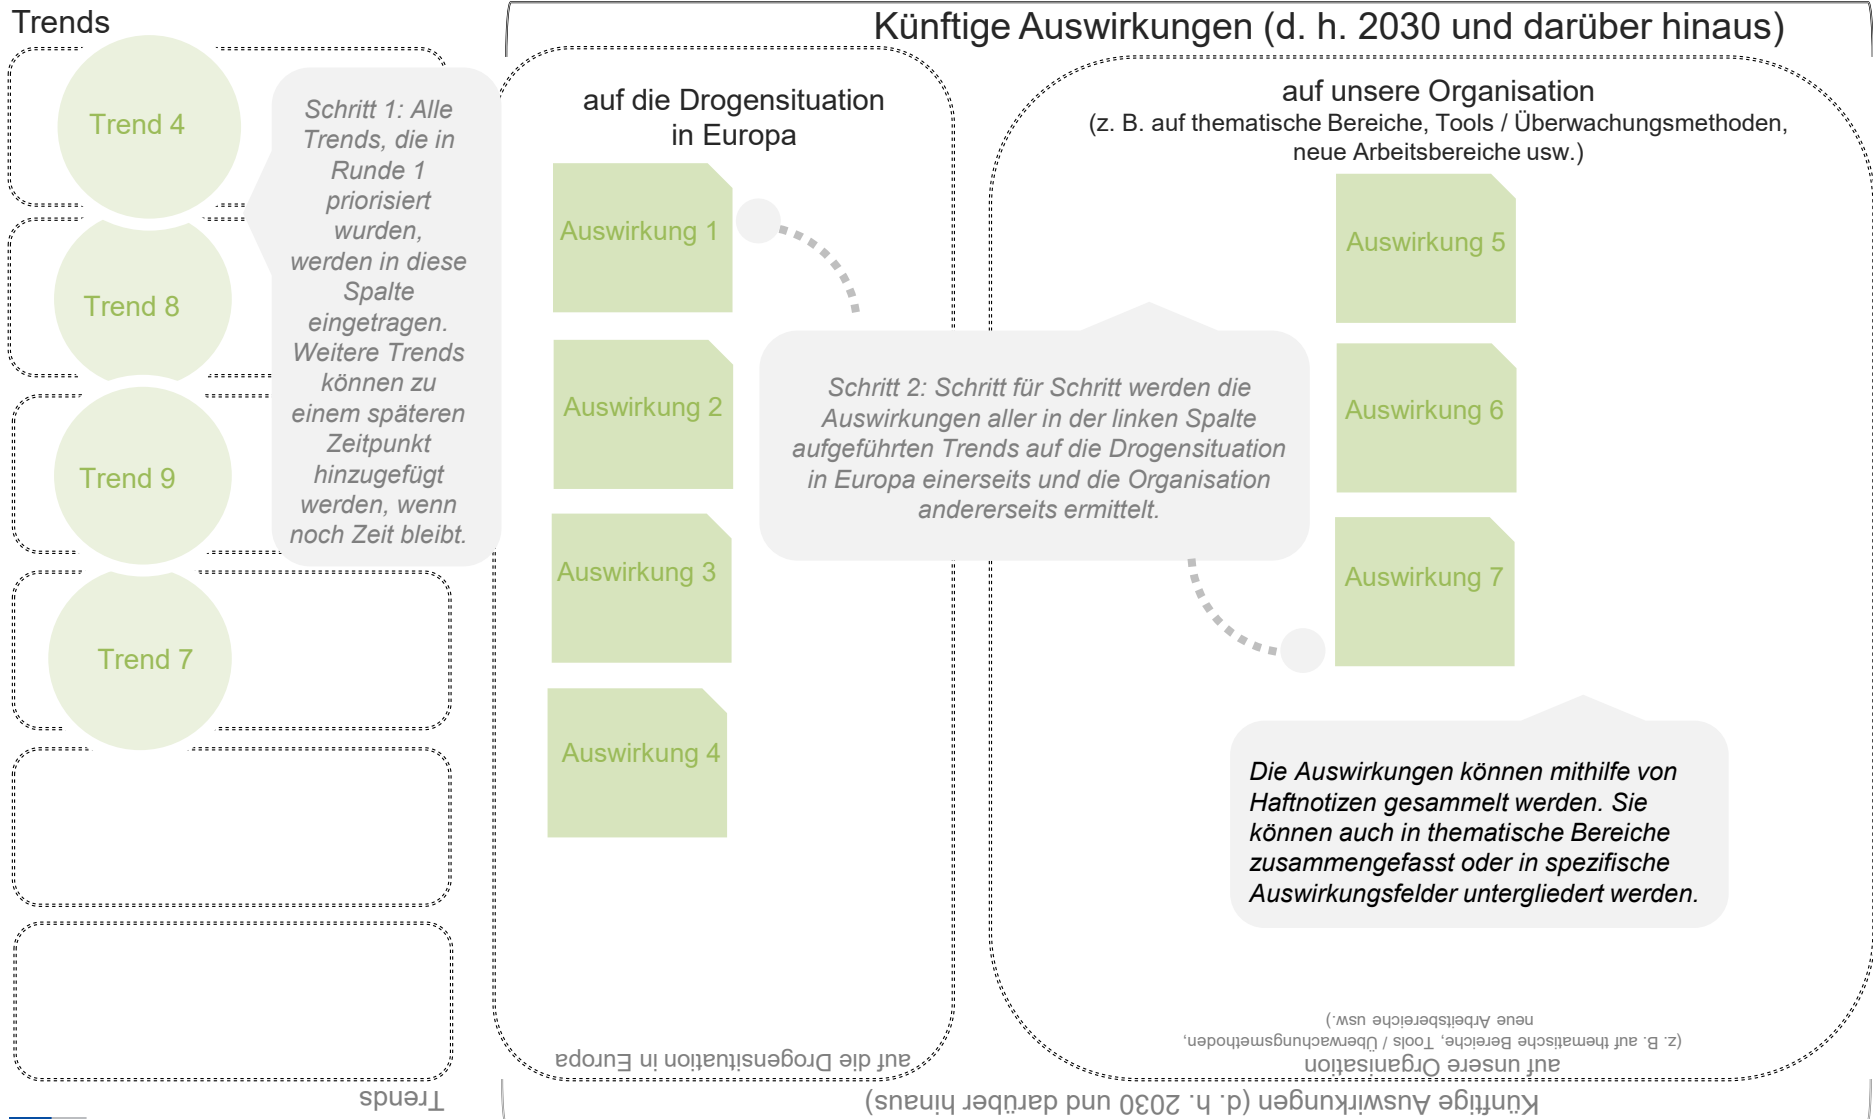 Trends
Künftige Auswirkungen (d. h. 2030 und darüber hinaus)
Trend 4
Trend 8
Trend 9
Trend 7
Schritt 1: Alle
Trends, die in
Runde 1
priorisiert
wurden,
werden in diese
Spalte
eingetragen.
Weitere Trends
können zu
einem späteren
Zeitpunkt
hinzugefügt
werden, wenn
noch Zeit bleibt.
auf die Drogensituation
in Europa
Auswirkung 1
Auswirkung 2
Auswirkung 3
Auswirkung 4
Schritt 2: Schritt für Schritt werden die
Auswirkungen aller in der linken Spalte
aufgeführten Trends auf die Drogensituation
in Europa einerseits und die Organisation
andererseits ermittelt.
auf unsere Organisation
(z. B. auf thematische Bereiche, Tools / Überwachungsmethoden,
neue Arbeitsbereiche usw.)
Auswirkung 5
Auswirkung 6
Auswirkung 7
Die Auswirkungen können mithilfe von
Haftnotizen gesammelt werden. Sie
können auch in thematische Bereiche
zusammengefasst oder in spezifische
Auswirkungsfelder untergliedert werden.
Künftige Auswirkungen (d. h. 2030 und darüber hinaus)
auf unsere Organisation
(z. B. auf thematische Bereiche, Tools / Überwachungsmethoden,
neue Arbeitsbereiche usw.)
auf die Drogensituation in Europa
Trends